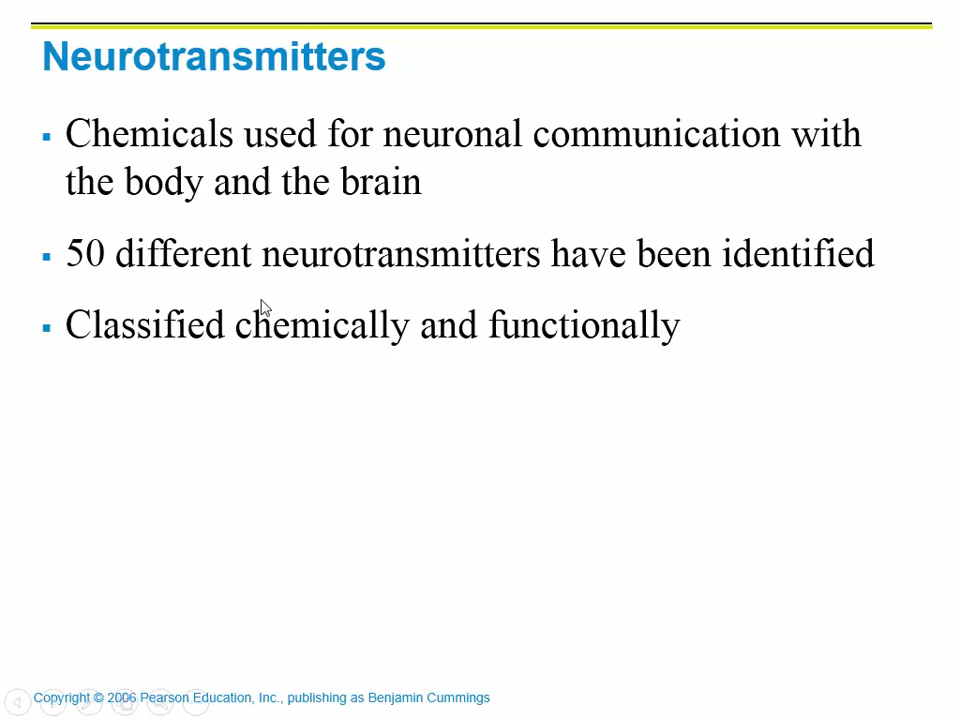 Neurotransmitters
▪ Chemicals used for neuronal communication with
the body and the brain
▪ 50 different neurotransmitters have been identified
▪ Classified chemically and functionally
Copyright © 2006 Pearson Education, Inc., publishing as Benjamin Cummings